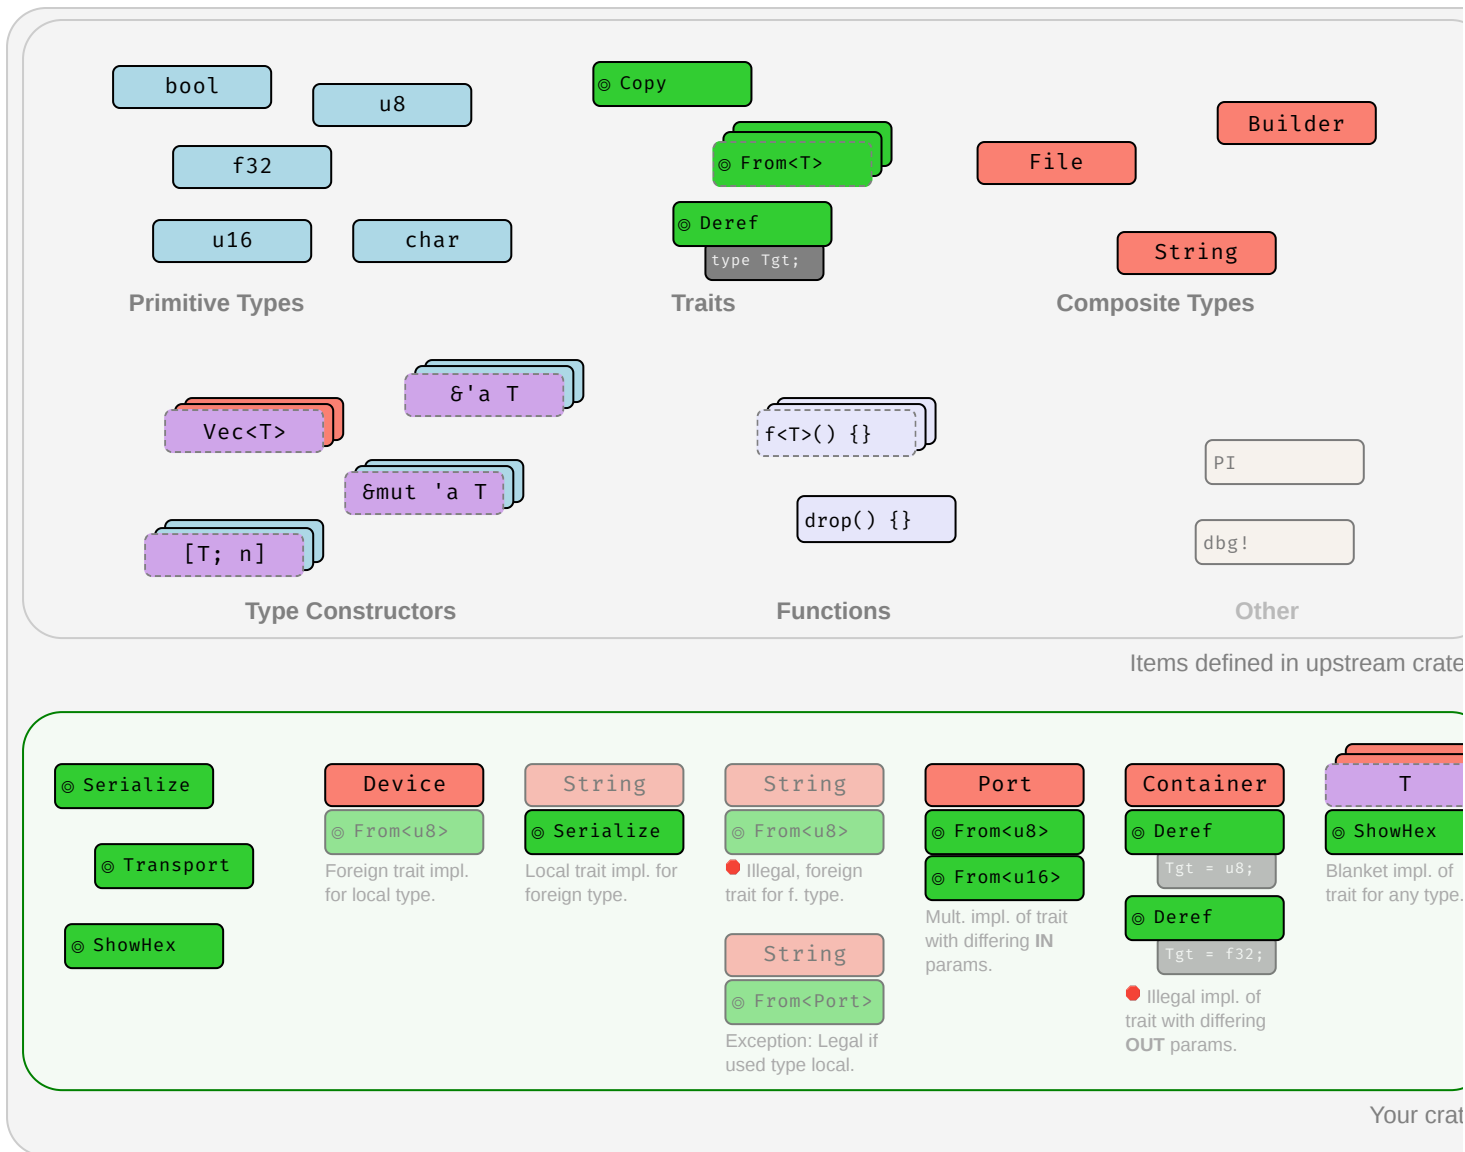 bool
u8
f32
u16
char
Primitive Types
Copy
From<T>
Deref
type Tgt;
Traits
Builder
File
String
Composite Types
Vec<T>
&'a T
&mut 'a T
[T; n]
Type Constructors
f<T>() {}
drop() {}
Functions
PI
dbg!
Other
Items defined in upstream crate
Serialize
Transport
ShowHex
Device
From<u8>
Foreign trait impl.
for local type.
String
Serialize
Local trait impl. for
foreign type.
String
From<u8>
Illegal, foreign
trait for f. type.
String
From<Port>
Exception: Legal if
used type local.
Port
From<u8>
From<u16>
Mult. impl. of trait
with differing IN
params.
Container
Deref
Tgt = u8;
Deref
Tgt = f32;
Illegal impl. of
trait with differing
OUT params.
T
ShowHex
Blanket impl. of
trait for any type.
Your crat